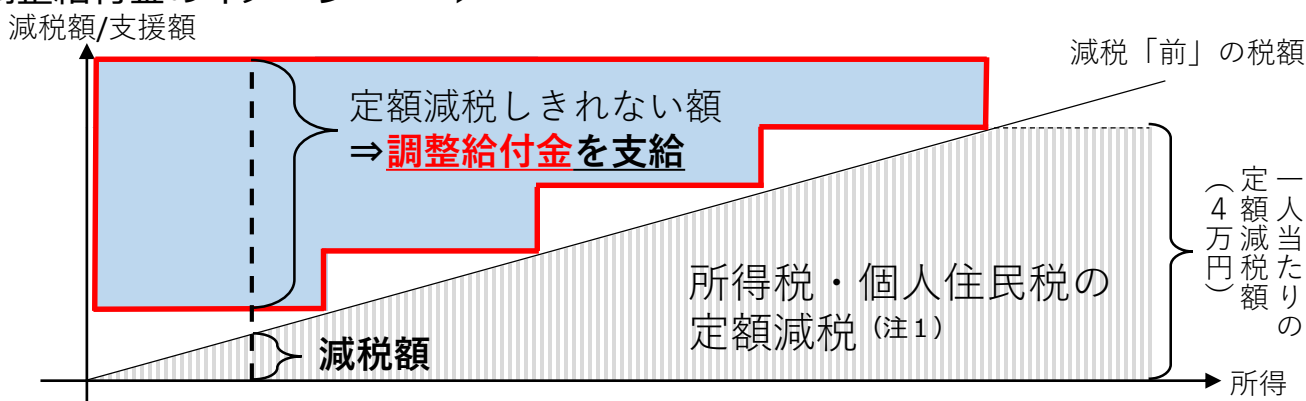 減税額/支援額
減税「前」の税額
定額減税しきれない額
⇒調整給付金を支給
一人当たりの
定額減税額
（４万円）
所得税・個人住民税の
定額減税（注１）
減税額
所得